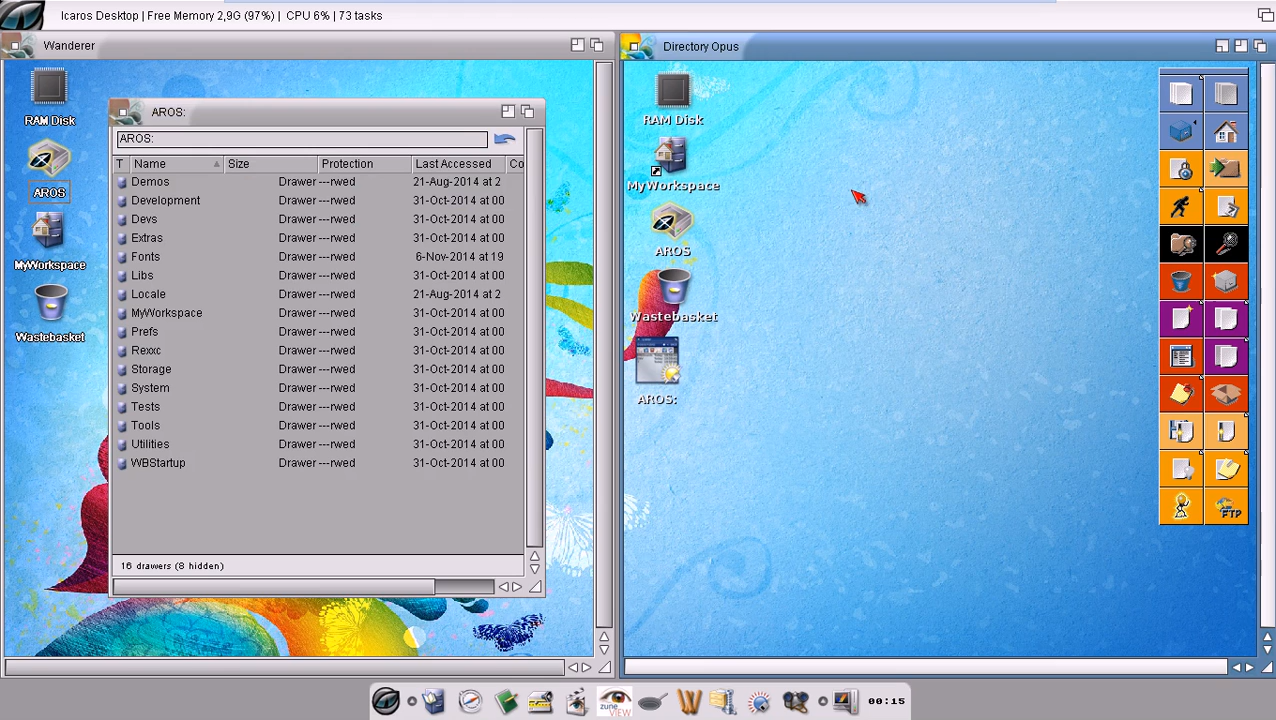 Icaros Desktop | Free Memory 2,9G (97%) | CPU 6% | 73 tasks
Wanderer
Directory Opus
RAM Disk
AROS
MyWorkspace
Wastebasket
AROS:
AROS:
T Name Size Protection Last Accessed Co
Demos Drawer ---rwed 21-Aug-2014 at 2
Development Drawer ---rwed 31-Oct-2014 at 00
Devs Drawer ---rwed 31-Oct-2014 at 00
Extras Drawer ---rwed 31-Oct-2014 at 00
Fonts Drawer ---rwed 6-Nov-2014 at 19
Libs Drawer ---rwed 31-Oct-2014 at 00
Locale Drawer ---rwed 21-Aug-2014 at 2
MyWorkspace Drawer ---rwed 31-Oct-2014 at 00
Prefs Drawer ---rwed 31-Oct-2014 at 00
Rexxc Drawer ---rwed 31-Oct-2014 at 00
Storage Drawer ---rwed 31-Oct-2014 at 00
System Drawer ---rwed 31-Oct-2014 at 00
Tests Drawer ---rwed 31-Oct-2014 at 00
Tools Drawer ---rwed 31-Oct-2014 at 00
Utilities Drawer ---rwed 31-Oct-2014 at 00
WBStartup Drawer ---rwed 31-Oct-2014 at 00
16 drawers (8 hidden)
RAM Disk
MyWorkspace
AROS
Wastebasket
AROS:
FTP
zune
VIEW
00:15